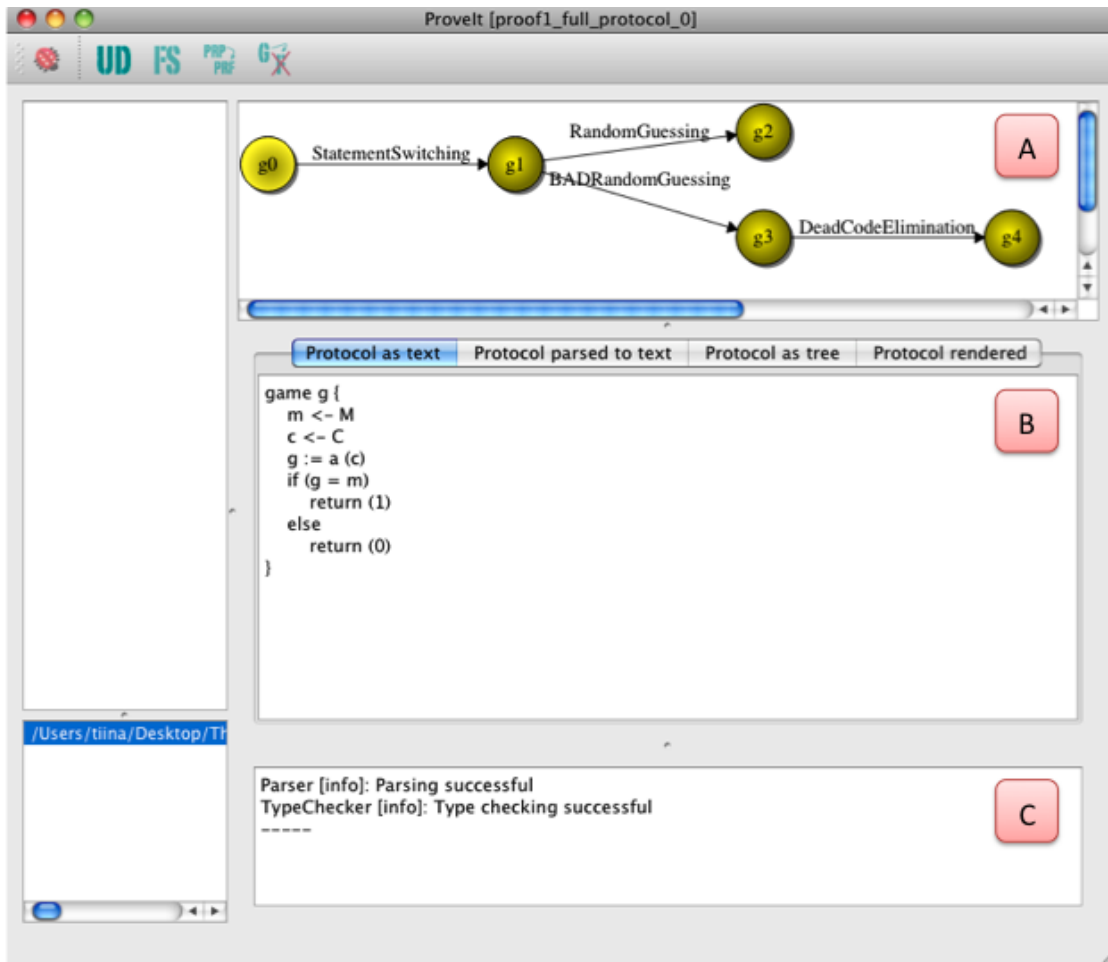 ProveIt [proof1_full_protocol_0]
UD FS PRP PRF G
RandomGuessing g2 A
g0 StatementSwitching g1
BADRandomGuessing
g3 DeadCodeElimination g4
Protocol as text Protocol parsed to text Protocol as tree Protocol rendered
game g {
m <- M
c <- C
g := a (c)
if (g = m)
return (1)
else
return (0)
}
B
/Users/tiina/Desktop/Th
Parser [info]: Parsing successful
TypeChecker [info]: Type checking successful
-----
C